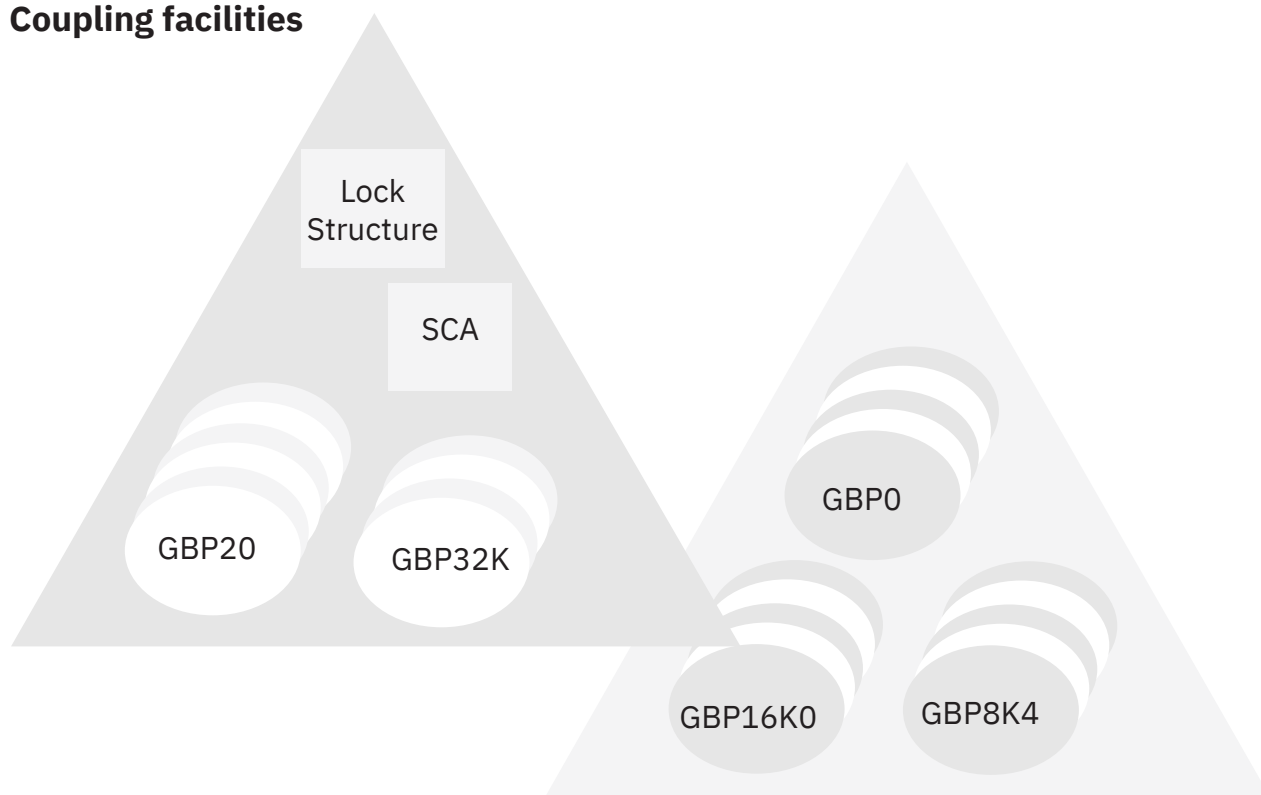 Coupling facilities
Lock
Structure
SCA
GBP20
GBP32K
GBP0
GBP16K0
GBP8K4